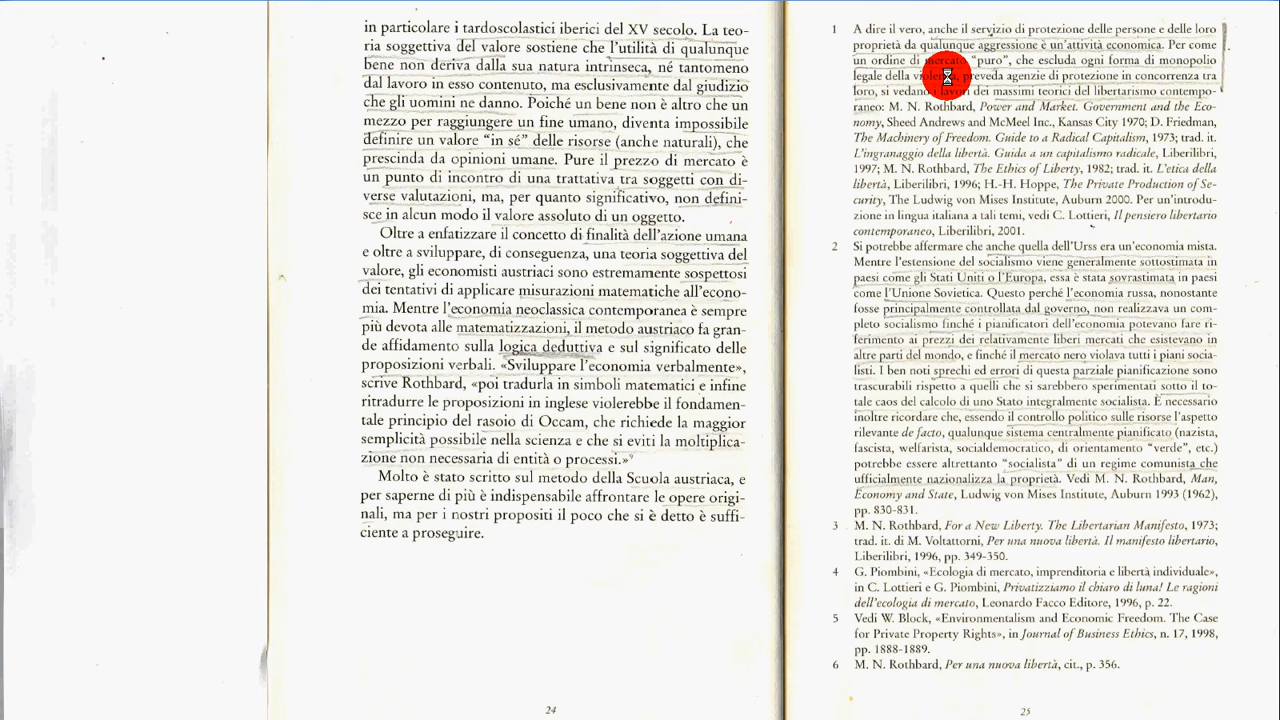 in particolare i tardoscolastici iberici del XV secolo. La teo-
ria soggettiva del valore sostiene che l'utilità di qualunque
bene non deriva dalla sua natura intrinseca, né tantomeno
dal lavoro in esso contenuto, ma esclusivamente dal giudizio
che gli uomini ne danno. Poiché un bene non è altro che un
mezzo per raggiungere un fine umano, diventa impossibile
definire un valore “in sé” delle risorse (anche naturali), che
prescinda da opinioni umane. Pure il prezzo di mercato è
un punto di incontro di una trattativa tra soggetti con di-
verse valutazioni, ma, per quanto significativo, non defini-
sce in alcun modo il valore assoluto di un oggetto.
Oltre a enfatizzare il concetto di finalità dell'azione umana
e oltre a sviluppare, di conseguenza, una teoria soggettiva del
valore, gli economisti austriaci sono estremamente sospettosi
dei tentativi di applicare misurazioni matematiche all'econo-
mia. Mentre l'economia neoclassica contemporanea è sempre
più devota alle matematizzazioni, il metodo austriaco fa gran-
de affidamento sulla logica deduttiva e sul significato delle
proposizioni verbali. «Sviluppare l'economia verbalmente»,
scrive Rothbard, «poi tradurla in simboli matematici e infine
ritradurre le proposizioni in inglese violerebbe il fondamen-
tale principio del rasoio di Occam, che richiede la maggior
semplicità possibile nella scienza e che si eviti la moltiplica-
zione non necessaria di entità o processi.»⁹
Molto è stato scritto sul metodo della Scuola austriaca, e
per saperne di più è indispensabile affrontare le opere origi-
nali, ma per i nostri propositi il poco che si è detto è suffi-
ciente a proseguire.
24
1 A dire il vero, anche il servizio di protezione delle persone e delle loro
proprietà da qualunque aggressione è un'attività economica. Per come
un ordine di mercato “puro”, che escluda ogni forma di monopolio
legale della violenza, preveda agenzie di protezione in concorrenza tra
loro, si vedano i lavori dei massimi teorici del libertarismo contempo-
raneo: M. N. Rothbard, Power and Market. Government and the Eco-
nomy, Sheed Andrews and McMeel Inc., Kansas City 1970; D. Friedman,
The Machinery of Freedom. Guide to a Radical Capitalism, 1973; trad. it.
L'ingranaggio della libertà. Guida a un capitalismo radicale, Liberilibri,
1997; M. N. Rothbard, The Ethics of Liberty, 1982; trad. it. L'etica della
libertà, Liberilibri, 1996; H.-H. Hoppe, The Private Production of Se-
curity, The Ludwig von Mises Institute, Auburn 2000. Per un'introdu-
zione in lingua italiana a tali temi, vedi C. Lottieri, Il pensiero libertario
contemporaneo, Liberilibri, 2001.
2 Si potrebbe affermare che anche quella dell'Urss era un'economia mista.
Mentre l'estensione del socialismo viene generalmente sottostimata in
paesi come gli Stati Uniti o l'Europa, essa è stata sovrastimata in paesi
come l'Unione Sovietica. Questo perché l'economia russa, nonostante
fosse principalmente controllata dal governo, non realizzava un com-
pleto socialismo finché i pianificatori dell'economia potevano fare ri-
ferimento ai prezzi dei relativamente liberi mercati che esistevano in
altre parti del mondo, e finché il mercato nero violava tutti i piani socia-
listi. I ben noti sprechi ed errori di questa parziale pianificazione sono
trascurabili rispetto a quelli che si sarebbero sperimentati sotto il to-
tale caos del calcolo di uno Stato integralmente socialista. È necessario
inoltre ricordare che, essendo il controllo politico sulle risorse l'aspetto
rilevante de facto, qualunque sistema centralmente pianificato (nazista,
fascista, welfarista, socialdemocratico, di orientamento “verde”, etc.)
potrebbe essere altrettanto “socialista” di un regime comunista che
ufficialmente nazionalizza la proprietà. Vedi M. N. Rothbard, Man,
Economy and State, Ludwig von Mises Institute, Auburn 1993 (1962),
pp. 830-831.
3 M. N. Rothbard, For a New Liberty. The Libertarian Manifesto, 1973;
trad. it. di M. Voltattorni, Per una nuova libertà. Il manifesto libertario,
Liberilibri, 1996, pp. 349-350.
4 G. Piombini, «Ecologia di mercato, imprenditoria e libertà individuale»,
in C. Lottieri e G. Piombini, Privatizziamo il chiaro di luna! Le ragioni
dell'ecologia di mercato, Leonardo Facco Editore, 1996, p. 22.
5 Vedi W. Block, «Environmentalism and Economic Freedom. The Case
for Private Property Rights», in Journal of Business Ethics, n. 17, 1998,
pp. 1888-1889.
6 M. N. Rothbard, Per una nuova libertà, cit., p. 356.
25